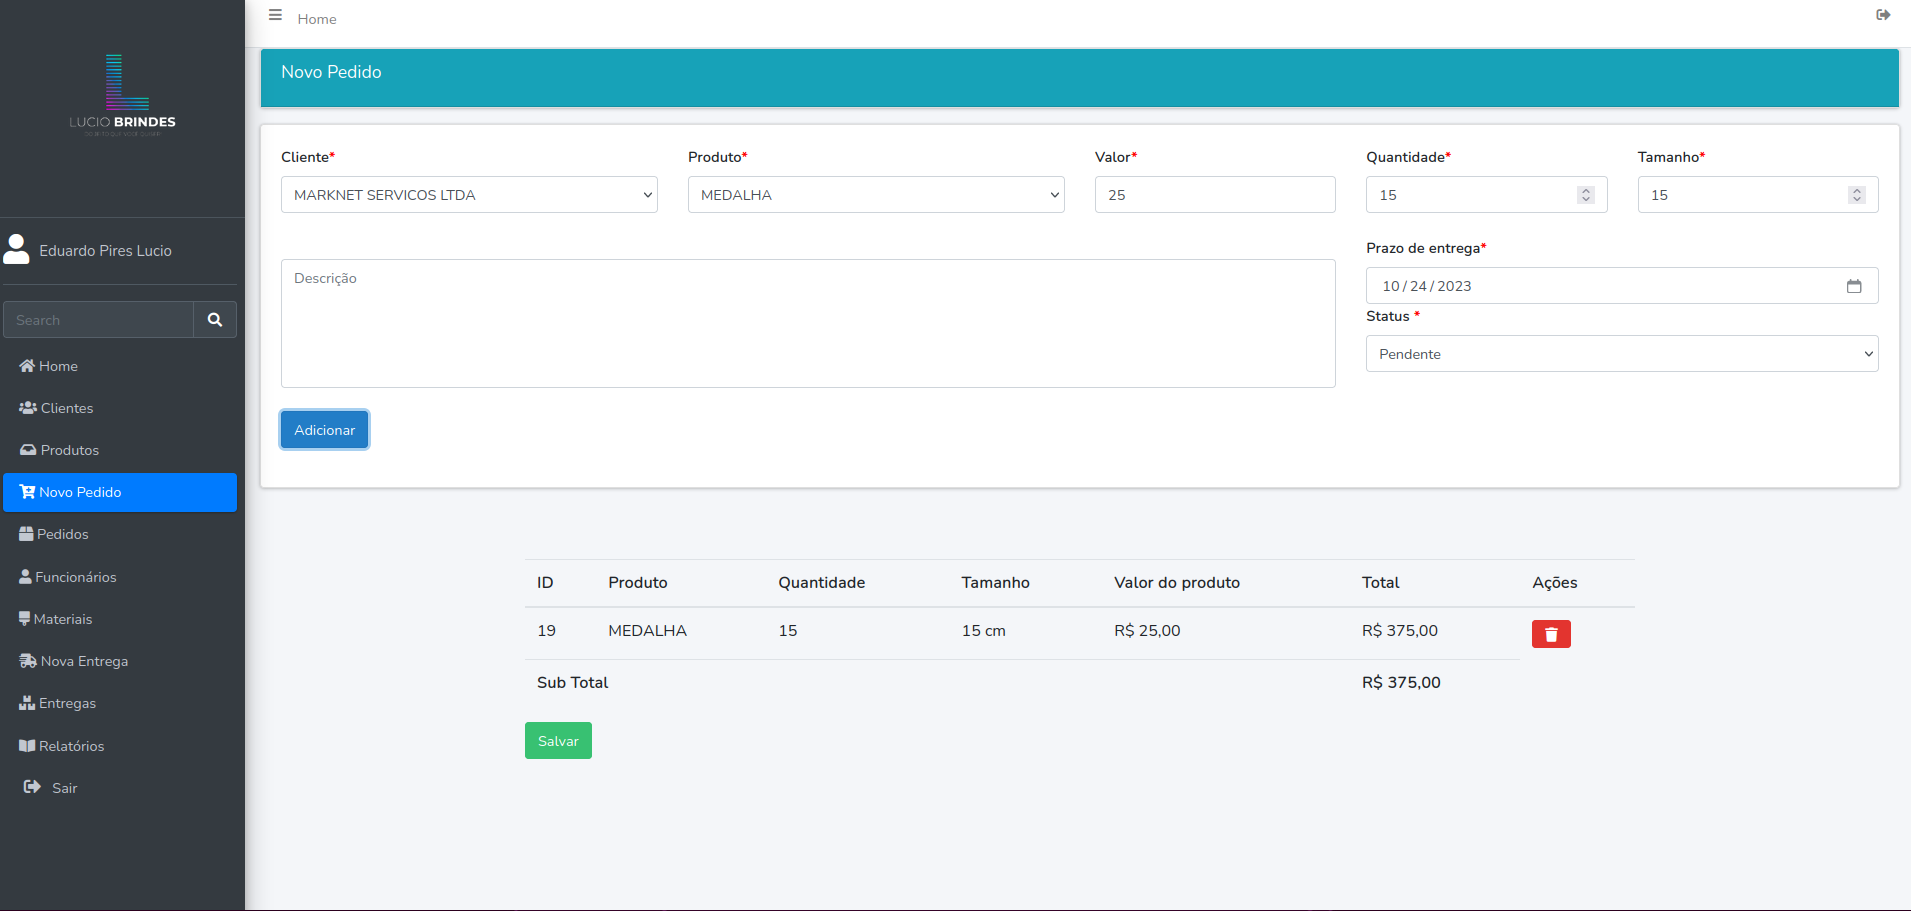 Home
LUCIO BRINDES
Eduardo Pires Lucio
Search
Home
Clientes
Produtos
Novo Pedido
Pedidos
Funcionários
Materiais
Nova Entrega
Entregas
Relatórios
Sair
Novo Pedido
Cliente* Produto* Valor* Quantidade* Tamanho*
MARKNET SERVICOS LTDA MEDALHA 25 15 15
Prazo de entrega*
Descrição
10/24/2023
Status *
Pendente
Adicionar
ID Produto Quantidade Tamanho Valor do produto Total Ações
19 MEDALHA 15 15 cm R$ 25,00 R$ 375,00
Sub Total R$ 375,00
Salvar